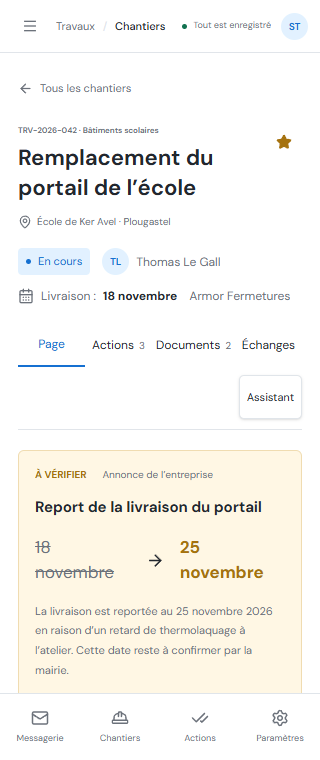 Travaux / Chantiers Tout est enregistré ST
Tous les chantiers
TRV-2026-042 · Bâtiments scolaires
Remplacement du
portail de l'école
École de Ker Avel · Plougastel
En cours TL Thomas Le Gall
Livraison : 18 novembre Armor Fermetures
Page Actions 3 Documents 2 Échanges
Assistant
À VÉRIFIER Annonce de l'entreprise
Report de la livraison du portail
18 novembre → 25 novembre
La livraison est reportée au 25 novembre 2026
en raison d'un retard de thermolaquage à
l'atelier. Cette date reste à confirmer par la
mairie.
Messagerie Chantiers Actions Paramètres